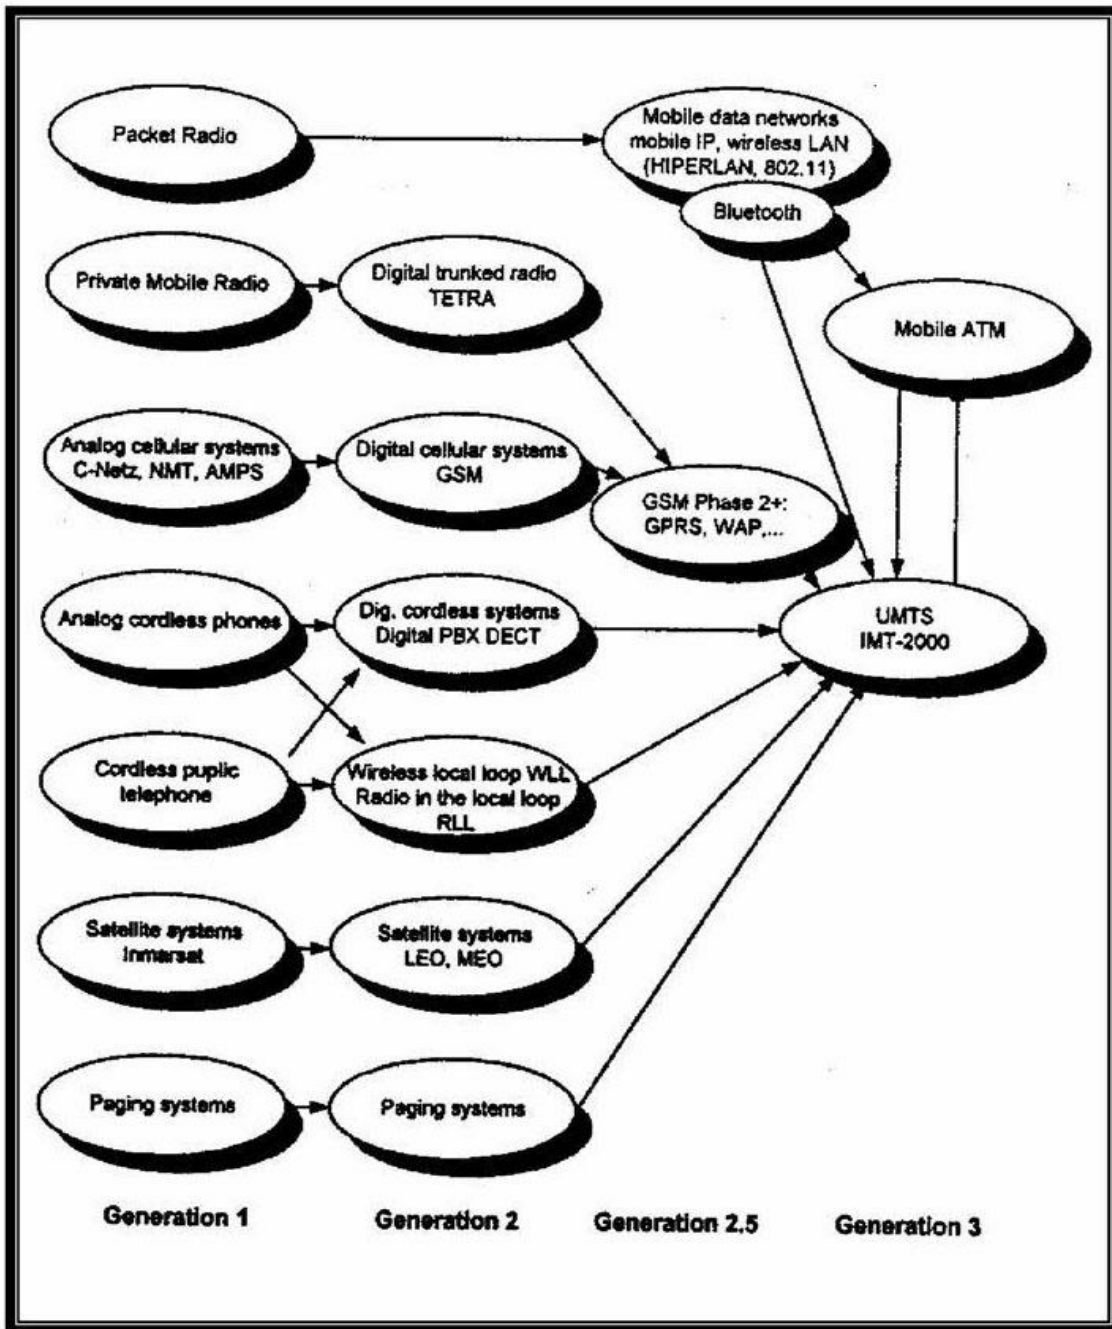 Packet Radio
Mobile data networks
mobile IP, wireless LAN
(HIPERLAN, 802.11)
Bluetooth
Private Mobile Radio
Digital trunked radio
TETRA
Mobile ATM
Analog cellular systems
C-Netz, NMT, AMPS
Digital cellular systems
GSM
GSM Phase 2+:
GPRS, WAP,...
Analog cordless phones
Dig. cordless systems
Digital PBX DECT
UMTS
IMT-2000
Cordless puplic
telephone
Wireless local loop WLL
Radio in the local loop
RLL
Satellite systems
Inmarsat
Satellite systems
LEO, MEO
Paging systems
Paging systems
Generation 1
Generation 2
Generation 2.5
Generation 3